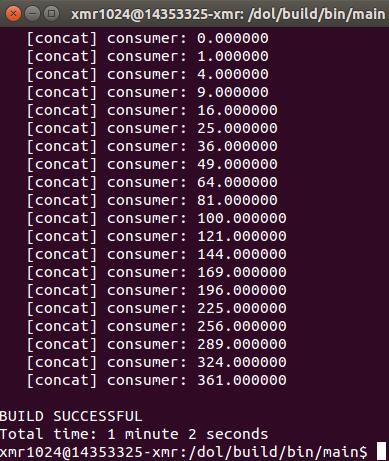 xmr1024@14353325-xmr: /dol/build/bin/main
[concat] consumer: 0.000000
[concat] consumer: 1.000000
[concat] consumer: 4.000000
[concat] consumer: 9.000000
[concat] consumer: 16.000000
[concat] consumer: 25.000000
[concat] consumer: 36.000000
[concat] consumer: 49.000000
[concat] consumer: 64.000000
[concat] consumer: 81.000000
[concat] consumer: 100.000000
[concat] consumer: 121.000000
[concat] consumer: 144.000000
[concat] consumer: 169.000000
[concat] consumer: 196.000000
[concat] consumer: 225.000000
[concat] consumer: 256.000000
[concat] consumer: 289.000000
[concat] consumer: 324.000000
[concat] consumer: 361.000000
BUILD SUCCESSFUL
Total time: 1 minute 2 seconds
xmr1024@14353325-xmr:/dol/build/bin/main$